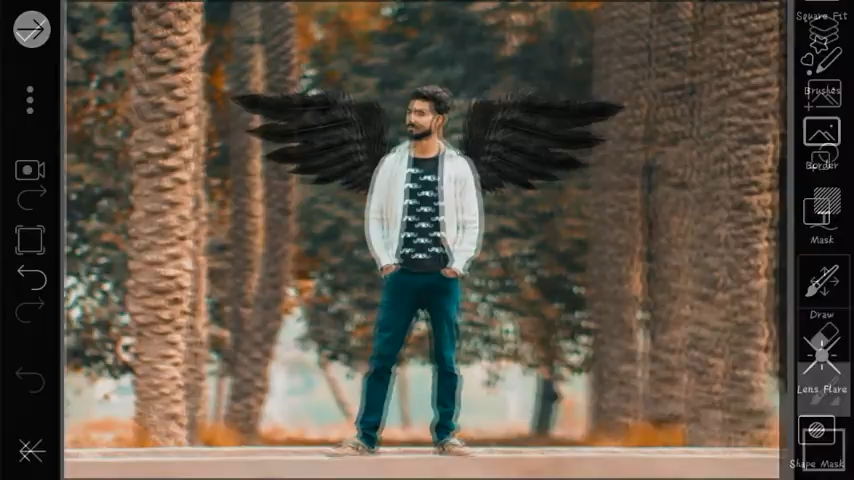 Square Fit
Brushes
Border
Mask
Draw
Lens Flare
Shape Mask